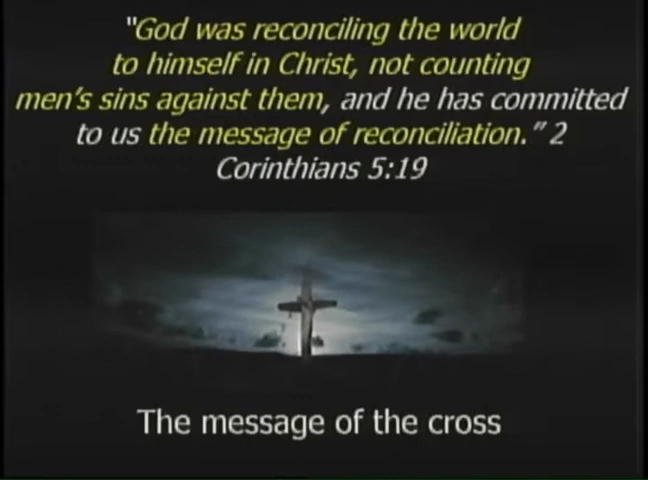 "God was reconciling the world
to himself in Christ, not counting
men's sins against them, and he has committed
to us the message of reconciliation." 2
Corinthians 5:19
The message of the cross